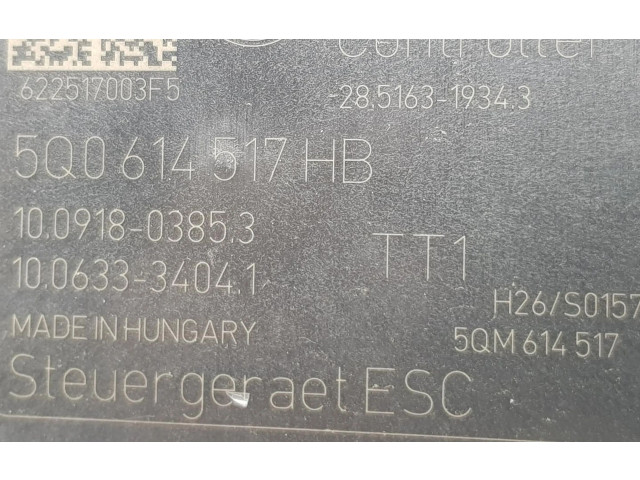 Controller
622517003F5
28.5163-1934.3
5Q0 614 517 HB
10.0918-0385.3
TT1
10.0633-3404.1
H26/S0157
MADE IN HUNGARY
5QM 614 517
Steuergeraet ESC